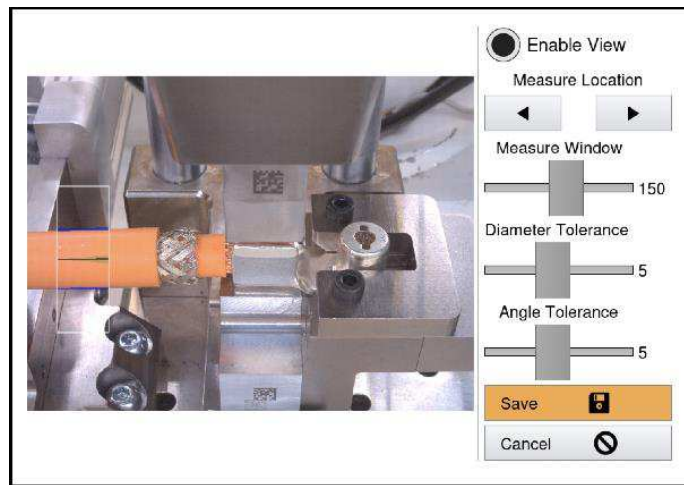 Enable View
Measure Location
Measure Window
150
Diameter Tolerance
5
Angle Tolerance
5
Save
Cancel